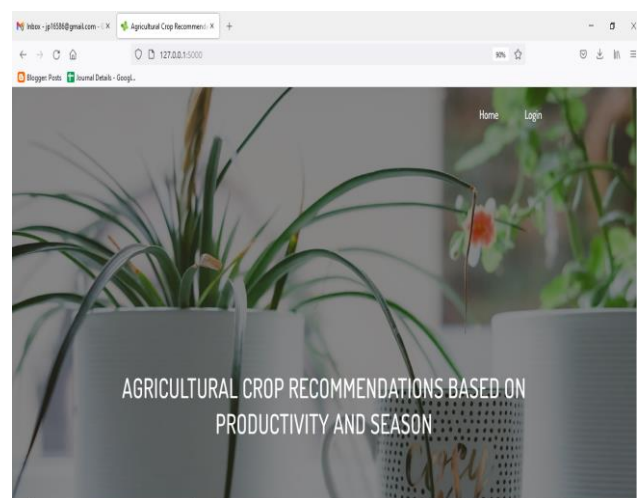 Inbox - jp16586@gmail.com - G
Agricultural Crop Recommend
127.0.0.1:5000
90%
Blogger Posts
Journal Details - Googl...
Home
Login
AGRICULTURAL CROP RECOMMENDATIONS BASED ON
PRODUCTIVITY AND SEASON